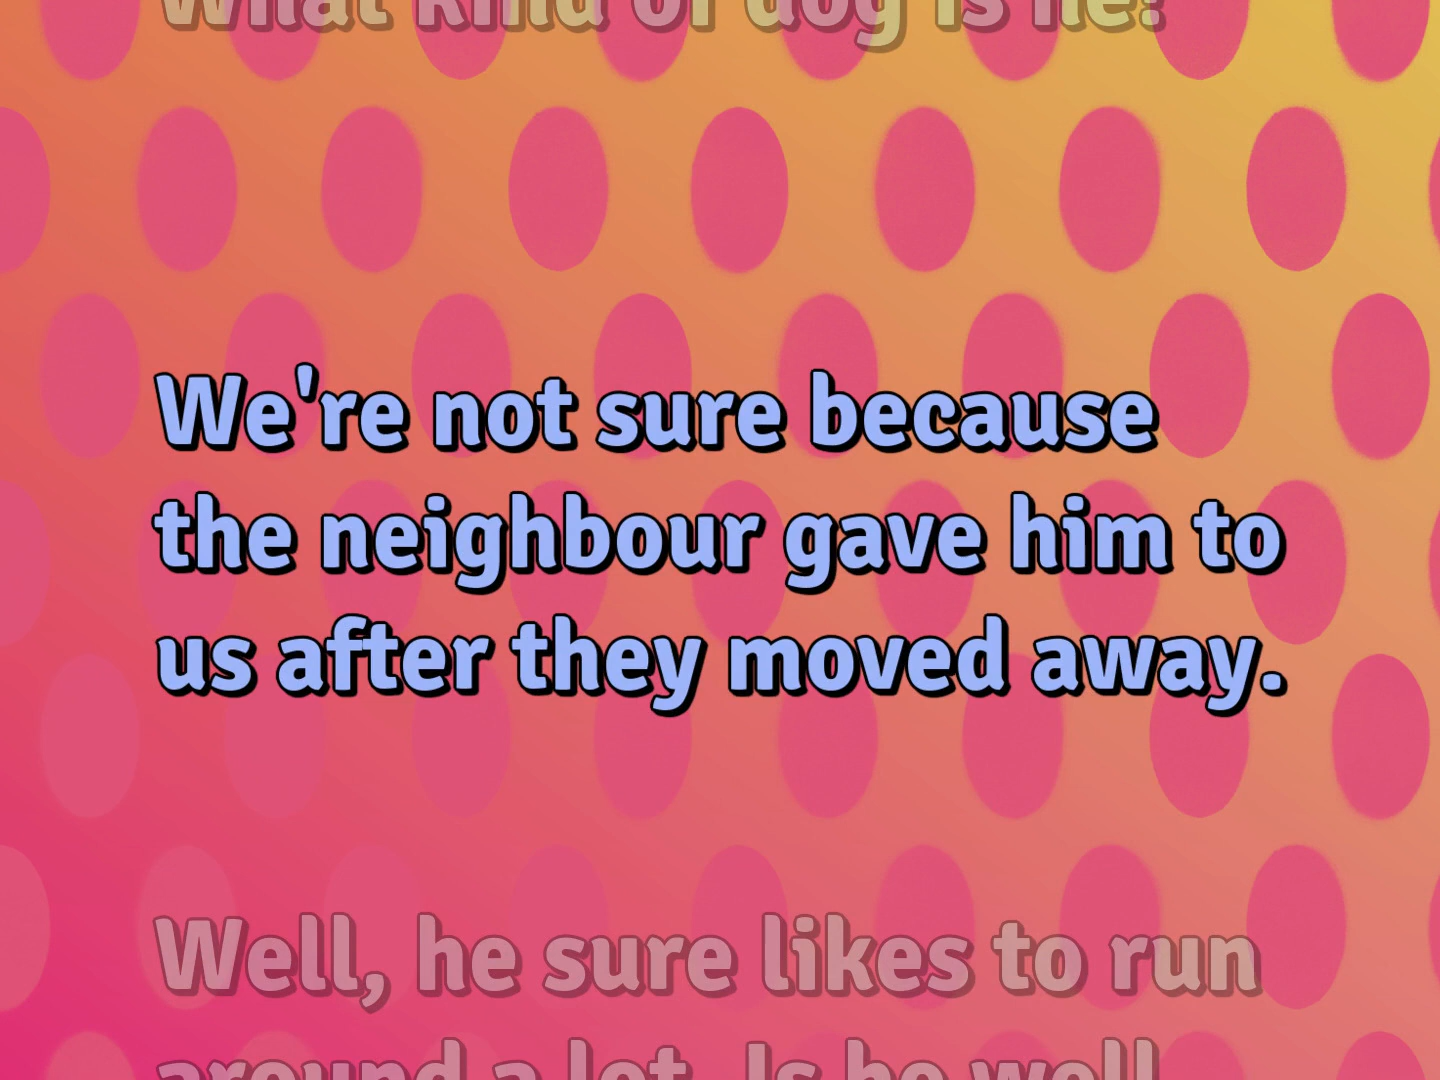 What kind of dog is he?
We're not sure because
the neighbour gave him to
us after they moved away.
Well, he sure likes to run
around a lot. Is he well